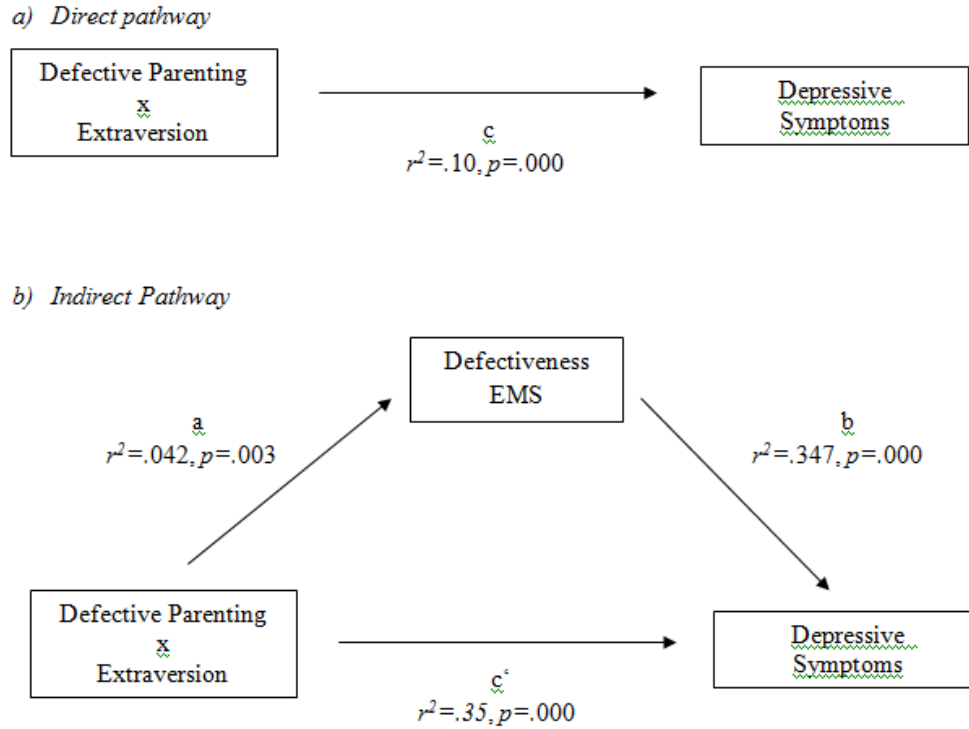 a) Direct pathway
Defective Parenting
x
Extraversion
Depressive
Symptoms
c
r²=.10, p=.000
b) Indirect Pathway
Defectiveness
EMS
a
r²=.042, p=.003
b
r²=.347, p=.000
Defective Parenting
x
Extraversion
Depressive
Symptoms
c‘
r²=.35, p=.000